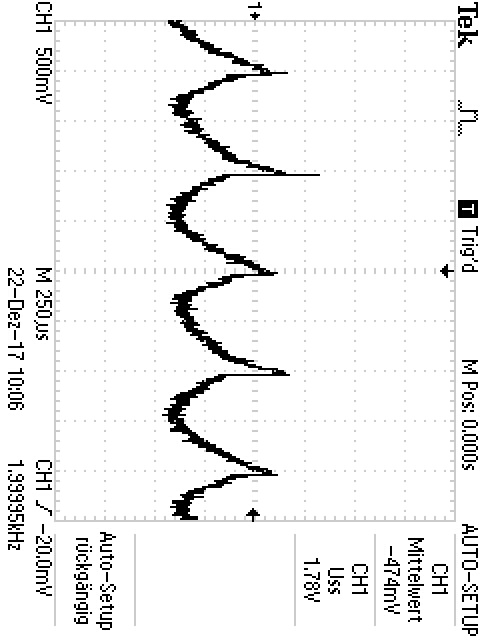 Tek T Trig'd M Pos: 0.000s AUTO-SETUP
CH1
Mittelwert
-474mV
CH1
Uss
1.78V
1
Auto-Setup
rückgängig
CH1 500mV M 250µs CH1 -20.0mV
22-Dez-17 10:06 1.99995kHz